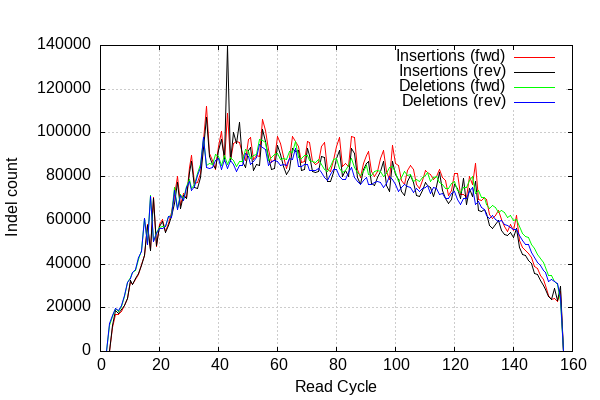 140000
120000
100000
80000
60000
40000
20000
0
Indel count
Insertions (fwd)
Insertions (rev)
Deletions (fwd)
Deletions (rev)
0 20 40 60 80 100 120 140 160
Read Cycle